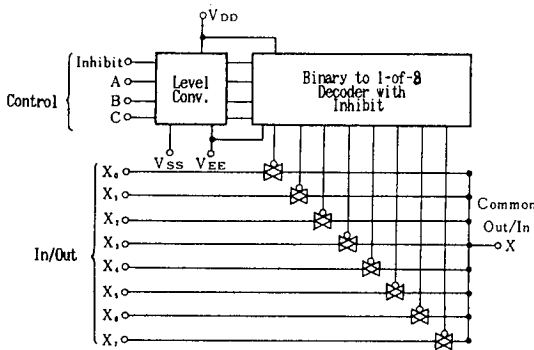 VDD
Inhibit
A
B
C
Control
Level
Conv.
Binary to 1-of-8
Decoder with
Inhibit
VSS
VEE
X₀
X₁
X₂
X₃
X₄
X₅
X₆
X₇
In/Out
Common
Out/In
X